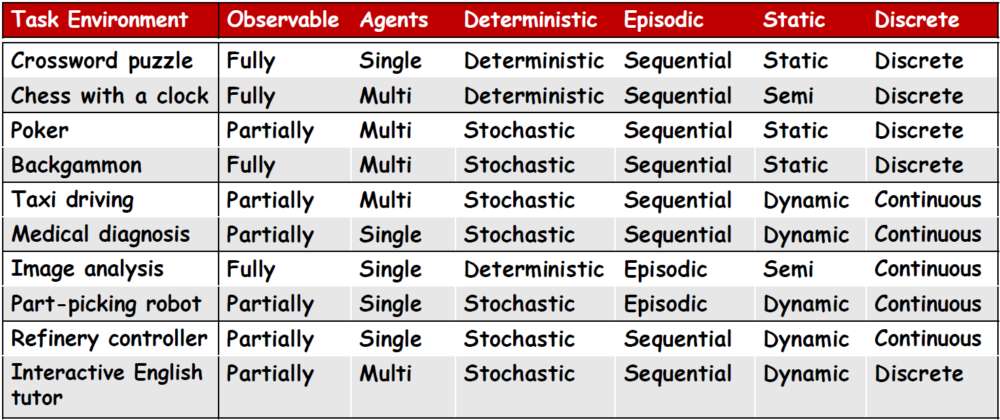 Task Environment Observable Agents Deterministic Episodic Static Discrete
Crossword puzzle Fully Single Deterministic Sequential Static Discrete
Chess with a clock Fully Multi Deterministic Sequential Semi Discrete
Poker Partially Multi Stochastic Sequential Static Discrete
Backgammon Fully Multi Stochastic Sequential Static Discrete
Taxi driving Partially Multi Stochastic Sequential Dynamic Continuous
Medical diagnosis Partially Single Stochastic Sequential Dynamic Continuous
Image analysis Fully Single Deterministic Episodic Semi Continuous
Part-picking robot Partially Single Stochastic Episodic Dynamic Continuous
Refinery controller Partially Single Stochastic Sequential Dynamic Continuous
Interactive English Partially Multi Stochastic Sequential Dynamic Discrete
tutor